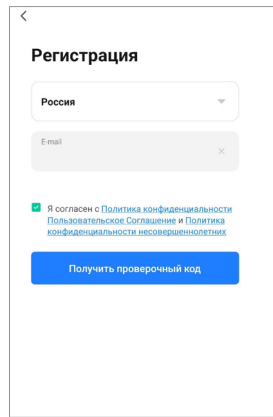 Регистрация
Россия
E-mail
Я согласен с Политика конфиденциальности
Пользовательское Соглашение и Политика
конфиденциальности несовершеннолетних
Получить проверочный код